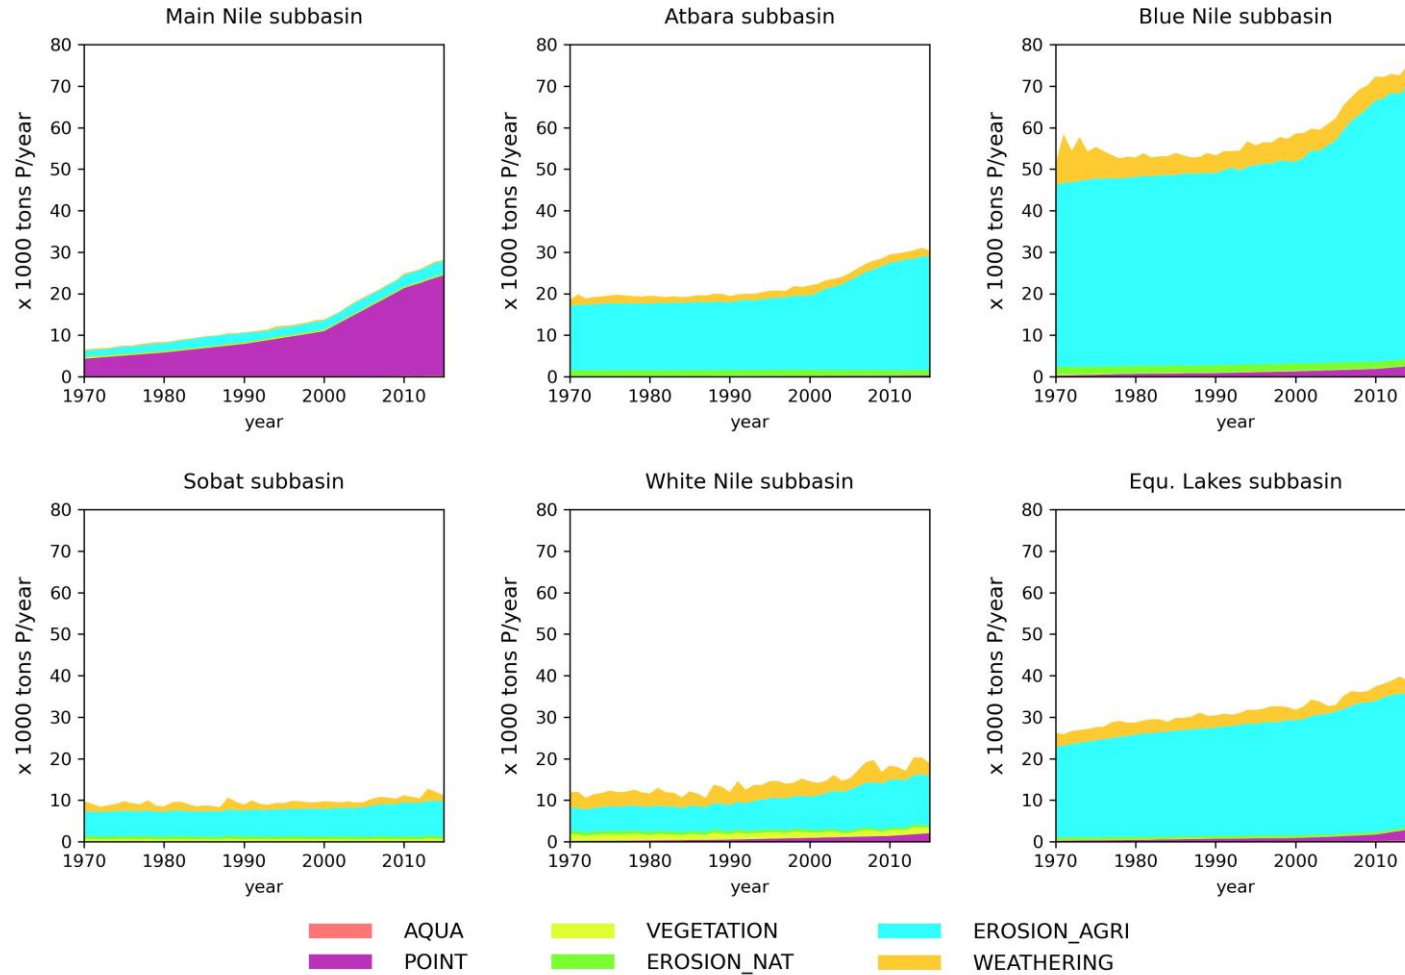 Main Nile subbasin
x 1000 tons P/year
80
70
60
50
40
30
20
10
0
1970 1980 1990 2000 2010
year
Atbara subbasin
x 1000 tons P/year
80
70
60
50
40
30
20
10
0
1970 1980 1990 2000 2010
year
Blue Nile subbasin
x 1000 tons P/year
80
70
60
50
40
30
20
10
0
1970 1980 1990 2000 2010
year
Sobat subbasin
x 1000 tons P/year
80
70
60
50
40
30
20
10
0
1970 1980 1990 2000 2010
year
White Nile subbasin
x 1000 tons P/year
80
70
60
50
40
30
20
10
0
1970 1980 1990 2000 2010
year
Equ. Lakes subbasin
x 1000 tons P/year
80
70
60
50
40
30
20
10
0
1970 1980 1990 2000 2010
year
AQUA
POINT
VEGETATION
EROSION_NAT
EROSION_AGRI
WEATHERING